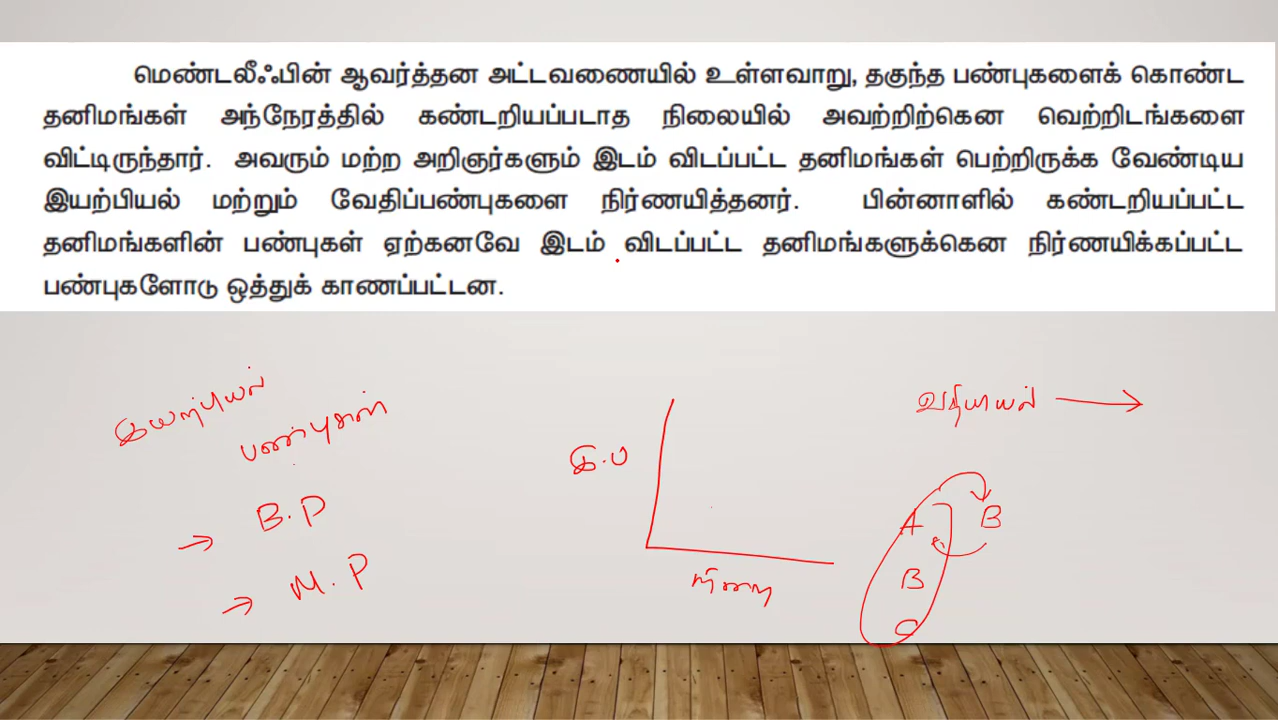 மெண்டலீஃபின் ஆவர்த்தன அட்டவணையில் உள்ளவாறு, தகுந்த பண்புகளைக் கொண்ட
தனிமங்கள் அந்நேரத்தில் கண்டறியப்படாத நிலையில் அவற்றிற்கென வெற்றிடங்களை
விட்டிருந்தார். அவரும் மற்ற அறிஞர்களும் இடம் விடப்பட்ட தனிமங்கள் பெற்றிருக்க வேண்டிய
இயற்பியல் மற்றும் வேதிப்பண்புகளை நிர்ணயித்தனர். பின்னாளில் கண்டறியப்பட்ட
தனிமங்களின் பண்புகள் ஏற்கனவே இடம் விடப்பட்ட தனிமங்களுக்கென நிர்ணயிக்கப்பட்ட
பண்புகளோடு ஒத்துக் காணப்பட்டன.
இயற்பியல்
பண்புகள்
B.P
M.P
இ.ப
நிறை
A B
B
C